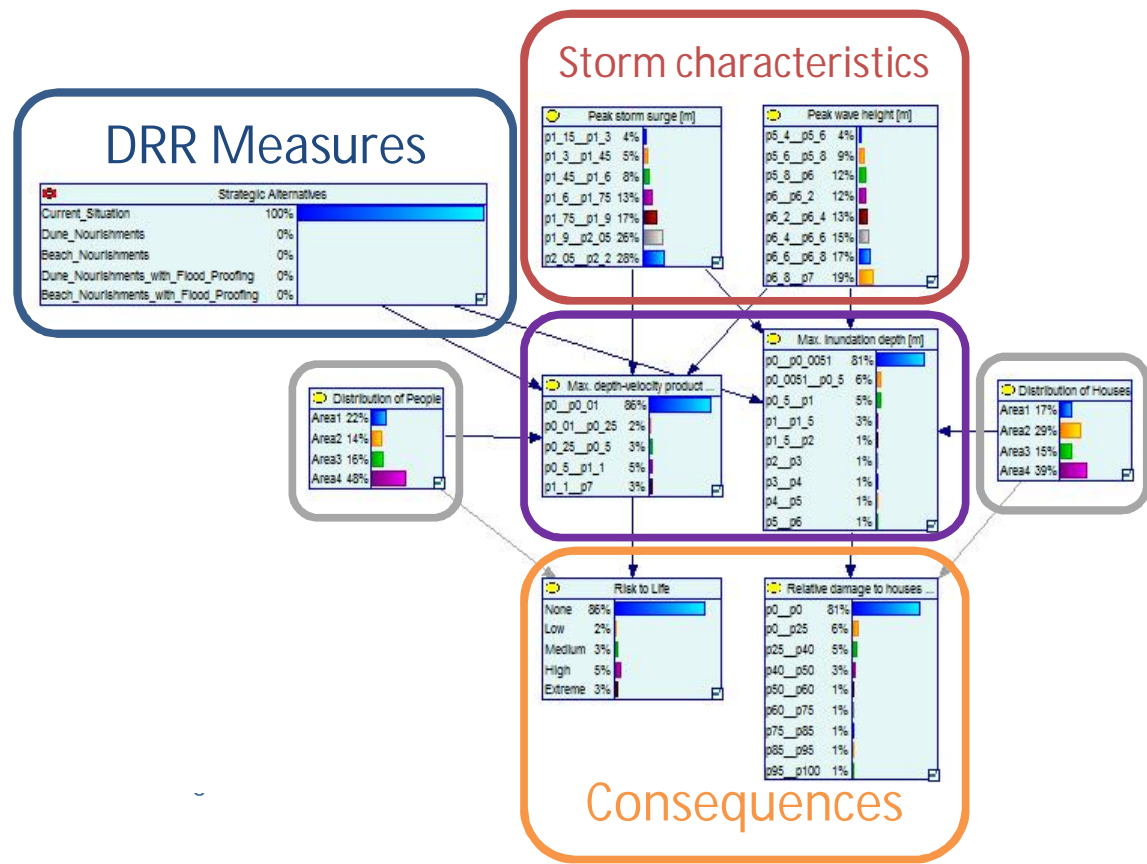 Storm characteristics
DRR Measures
Peak storm surge [m]
p1_15__p1_3 4%
p1_3__p1_45 5%
p1_45__p1_6 8%
p1_6__p1_75 13%
p1_75__p1_9 17%
p1_9__p2_05 26%
p2_05__p2_2 28%
Peak wave height [m]
p5_4__p5_6 4%
p5_6__p5_8 9%
p5_8__p6 12%
p6__p6_2 12%
p6_2__p6_4 13%
p6_4__p6_6 15%
p6_6__p6_8 17%
p6_8__p7 19%
Strategic Alternatives
Current_Situation 100%
Dune_Nourishments 0%
Beach_Nourishments 0%
Dune_Nourishments_with_Flood_Proofing 0%
Beach_Nourishments_with_Flood_Proofing 0%
Max. inundation depth [m]
p0__p0_0051 81%
p0_0051__p0_5 6%
p0_5__p1 5%
p1__p1_5 3%
p1_5__p2 1%
p2__p3 1%
p3__p4 1%
p4__p5 1%
p5__p6 1%
Max. depth-velocity product ...
p0__p0_01 86%
p0_01__p0_25 2%
p0_25__p0_5 3%
p0_5__p1_1 5%
p1_1__p7 3%
Distribution of People
Area1 22%
Area2 14%
Area3 16%
Area4 48%
Distribution of Houses
Area1 17%
Area2 29%
Area3 15%
Area4 39%
Risk to Life
None 86%
Low 2%
Medium 3%
High 5%
Extreme 3%
Relative damage to houses ...
p0__p0 81%
p0__p25 6%
p25__p40 5%
p40__p50 3%
p50__p60 1%
p60__p75 1%
p75__p85 1%
p85__p95 1%
p95__p100 1%
Consequences